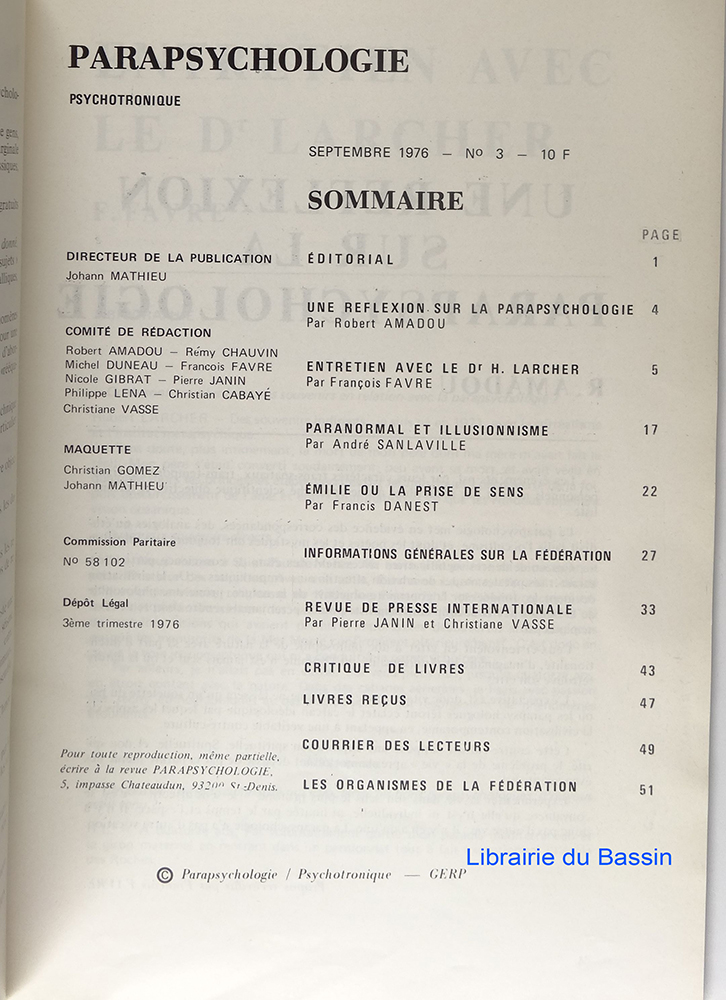 PARAPSYCHOLOGIE
PSYCHOTRONIQUE
SEPTEMBRE 1976 — No 3 — 10 F
SOMMAIRE
PAGE
DIRECTEUR DE LA PUBLICATION
Johann MATHIEU
COMITÉ DE RÉDACTION
Robert AMADOU — Rémy CHAUVIN
Michel DUNEAU — Francois FAVRE
Nicole GIBRAT — Pierre JANIN
Philippe LENA — Christian CABAYÉ
Christiane VASSE
MAQUETTE
Christian GOMEZ
Johann MATHIEU
Commission Paritaire
No 58 102
Dépôt Légal
3ème trimestre 1976
Pour toute reproduction, même partielle,
écrire à la revue PARAPSYCHOLOGIE,
5, impasse Chateaudun, 93200 St-Denis.
ÉDITORIAL 1
UNE REFLEXION SUR LA PARAPSYCHOLOGIE 4
Par Robert AMADOU
ENTRETIEN AVEC LE Dr H. LARCHER 5
Par François FAVRE
PARANORMAL ET ILLUSIONNISME 17
Par André SANLAVILLE
ÉMILIE OU LA PRISE DE SENS 22
Par Francis DANEST
INFORMATIONS GÉNÉRALES SUR LA FÉDÉRATION 27
REVUE DE PRESSE INTERNATIONALE 33
Par Pierre JANIN et Christiane VASSE
CRITIQUE DE LIVRES 43
LIVRES REÇUS 47
COURRIER DES LECTEURS 49
LES ORGANISMES DE LA FÉDÉRATION 51
Librairie du Bassin
© Parapsychologie / Psychotronique — GERP